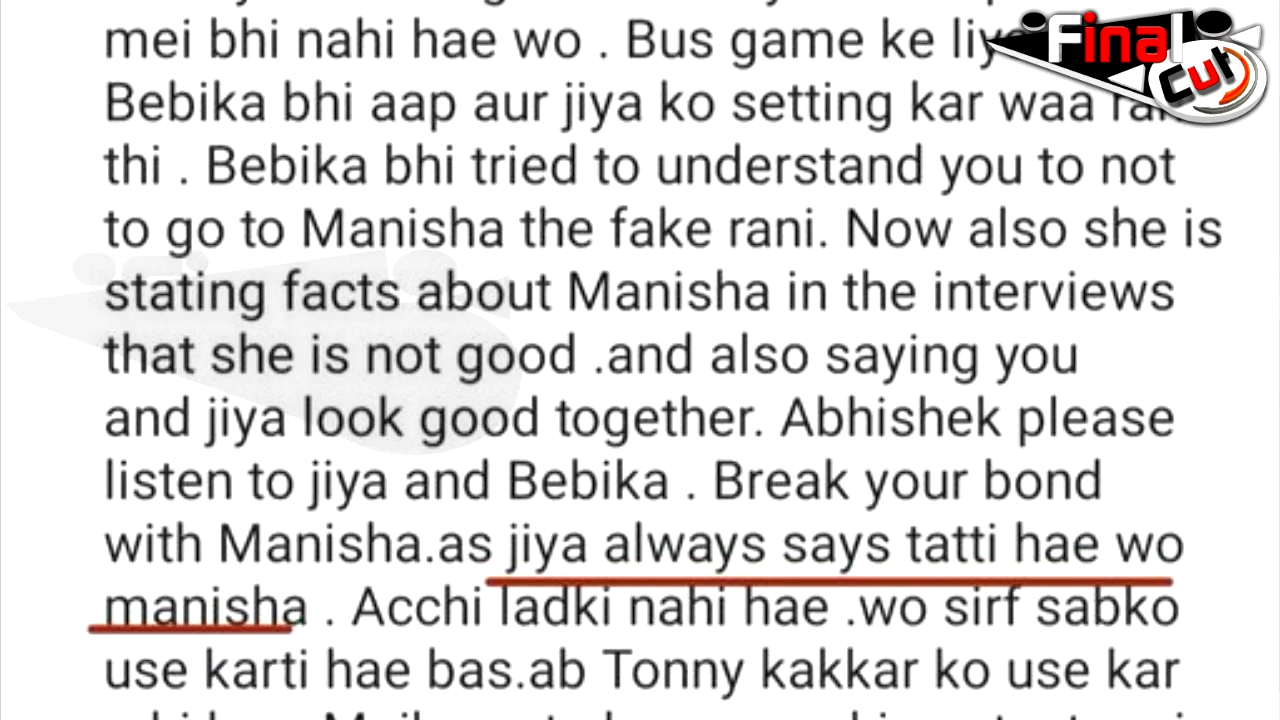 mei bhi nahi hae wo . Bus game ke
Final
Cut
Bebika bhi aap aur jiya ko setting kar waa
thi . Bebika bhi tried to understand you to not
to go to Manisha the fake rani. Now also she is
stating facts about Manisha in the interviews
that she is not good .and also saying you
and jiya look good together. Abhishek please
listen to jiya and Bebika . Break your bond
with Manisha.as jiya always says tatti hae wo
manisha . Acchi ladki nahi hae .wo sirf sabko
use karti hae bas.ab Tonny kakkar ko use kar